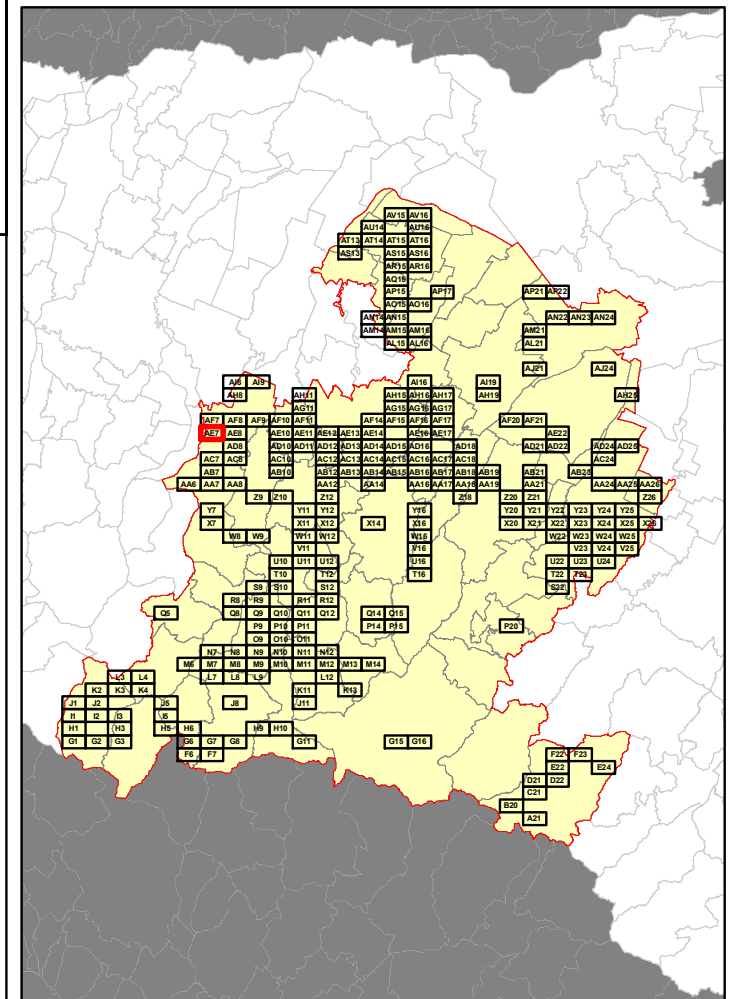 AV15 AV16
AU14 AU16
AT13 AT14 AT15 AT16
AS13 AS15 AS16
AR15 AR16
AQ15
AP15 AP17 AP21 AP22
AO15 AO16
AN14 AN15 AN22 AN23 AN24
AM14 AM15 AM16 AM21
AL15 AL16 AL21
AJ21 AJ24
AI8 AI9 AI16 AI19
AH8 AH11 AH15 AH16 AH17 AH19 AH25
AG11 AG15 AG16 AG17
AF7 AF8 AF9 AF10 AF11 AF14 AF15 AF16 AF17 AF20 AF21
AE7 AE8 AE10 AE11 AE12 AE13 AE14 AE16 AE17 AE22
AD8 AD10 AD11 AD12 AD13 AD14 AD15 AD16 AD18 AD21 AD22 AD24 AD25
AC7 AC8 AC10 AC12 AC13 AC14 AC15 AC16 AC17 AC18 AC24
AB7 AB10 AB12 AB13 AB14 AB15 AB16 AB17 AB18 AB19 AB21 AB23
AA6 AA7 AA8 AA12 AA14 AA16 AA17 AA18 AA19 AA21 AA24 AA25 AA26
Z9 Z10 Z12 Z18 Z20 Z21 Z26
Y7 Y11 Y12 Y16 Y20 Y21 Y22 Y23 Y24 Y25
X7 X11 X12 X14 X16 X20 X21 X22 X23 X24 X25 X26
W8 W9 W11 W12 W16 W22 W23 W24 W25
V11 V16 V23 V24 V25
U10 U11 U12 U16 U22 U23 U24
T10 T12 T16 T22 T23
S9 S10 S12 S22
R8 R9 R11 R12
Q5 Q8 Q9 Q10 Q11 Q12 Q14 Q15
P9 P10 P11 P14 P15 P20
O9 O10 O11
N7 N8 N9 N10 N11 N12
M6 M7 M8 M9 M10 M11 M12 M13 M14
L3 L4 L7 L8 L9 L12
K2 K3 K4 K11 K13
J1 J2 J5 J8 J11
I1 I2 I3 I5
H1 H3 H5 H6 H9 H10
G1 G2 G3 G6 G7 G8 G11 G15 G16
F6 F7 F22 F23
E22 E24
D21 D22
C21
B20
A21